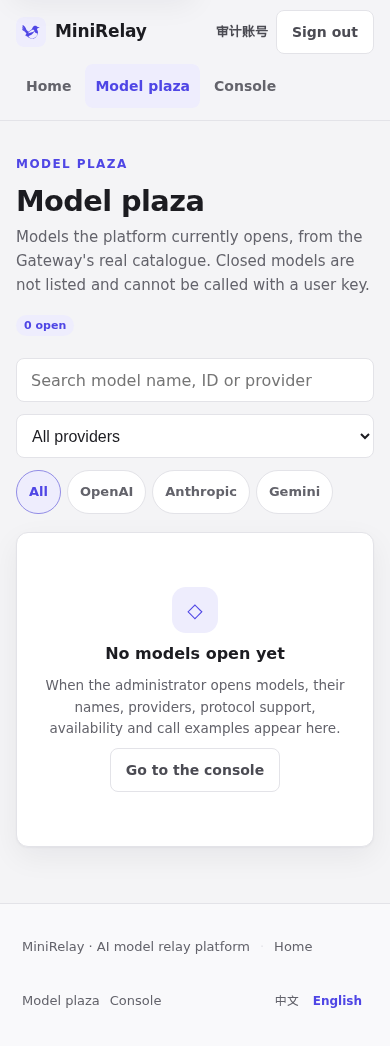 MiniRelay
审计账号
Sign out
Home
Model plaza
Console
MODEL PLAZA
Model plaza
Models the platform currently opens, from the
Gateway's real catalogue. Closed models are
not listed and cannot be called with a user key.
0 open
Search model name, ID or provider
All providers
All
OpenAI
Anthropic
Gemini
No models open yet
When the administrator opens models, their
names, providers, protocol support,
availability and call examples appear here.
Go to the console
MiniRelay · AI model relay platform · Home
Model plaza
Console
中文
English